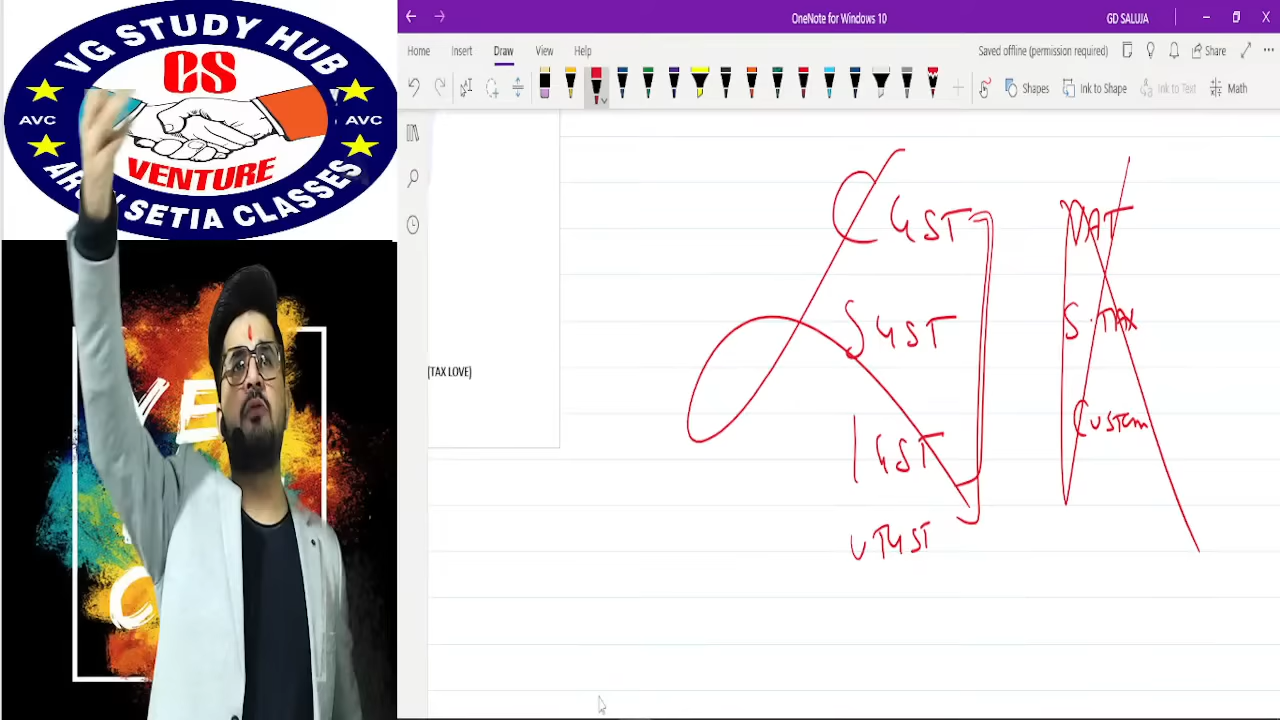 VG STUDY HUB
CS
AVC
AVC
VENTURE
SETIA CLASSES
YE
C
OneNote for Windows 10
GD SALUJA
Home Insert Draw View Help
Saved offline (permission required)
Share
Shapes
Ink to Shape
Ink to Text
Math
(TAX LOVE)
CGST
SGST
IGST
UTGST
VAT
S.TAX
Custom